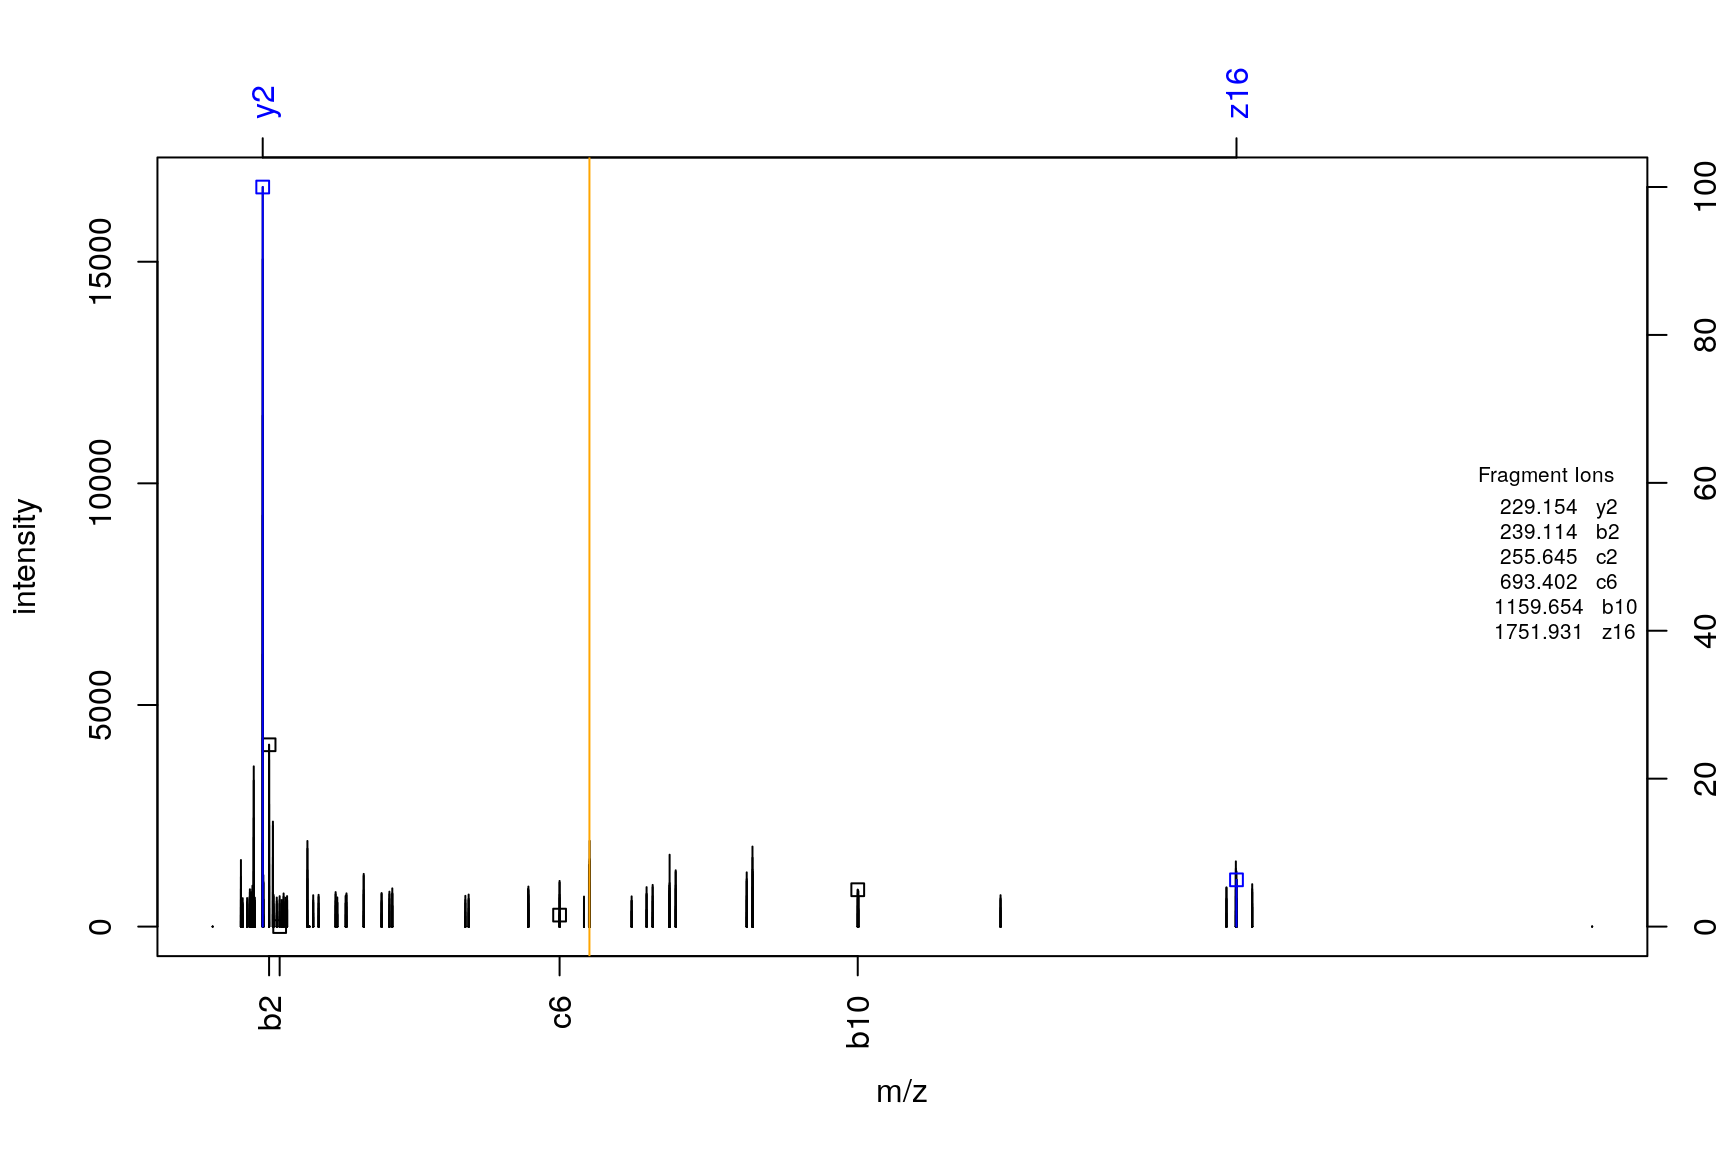 y2
z16
15000
10000
5000
0
intensity
100
80
60
40
20
0
Fragment Ions
229.154 y2
239.114 b2
255.645 c2
693.402 c6
1159.654 b10
1751.931 z16
b2
c6
b10
m/z